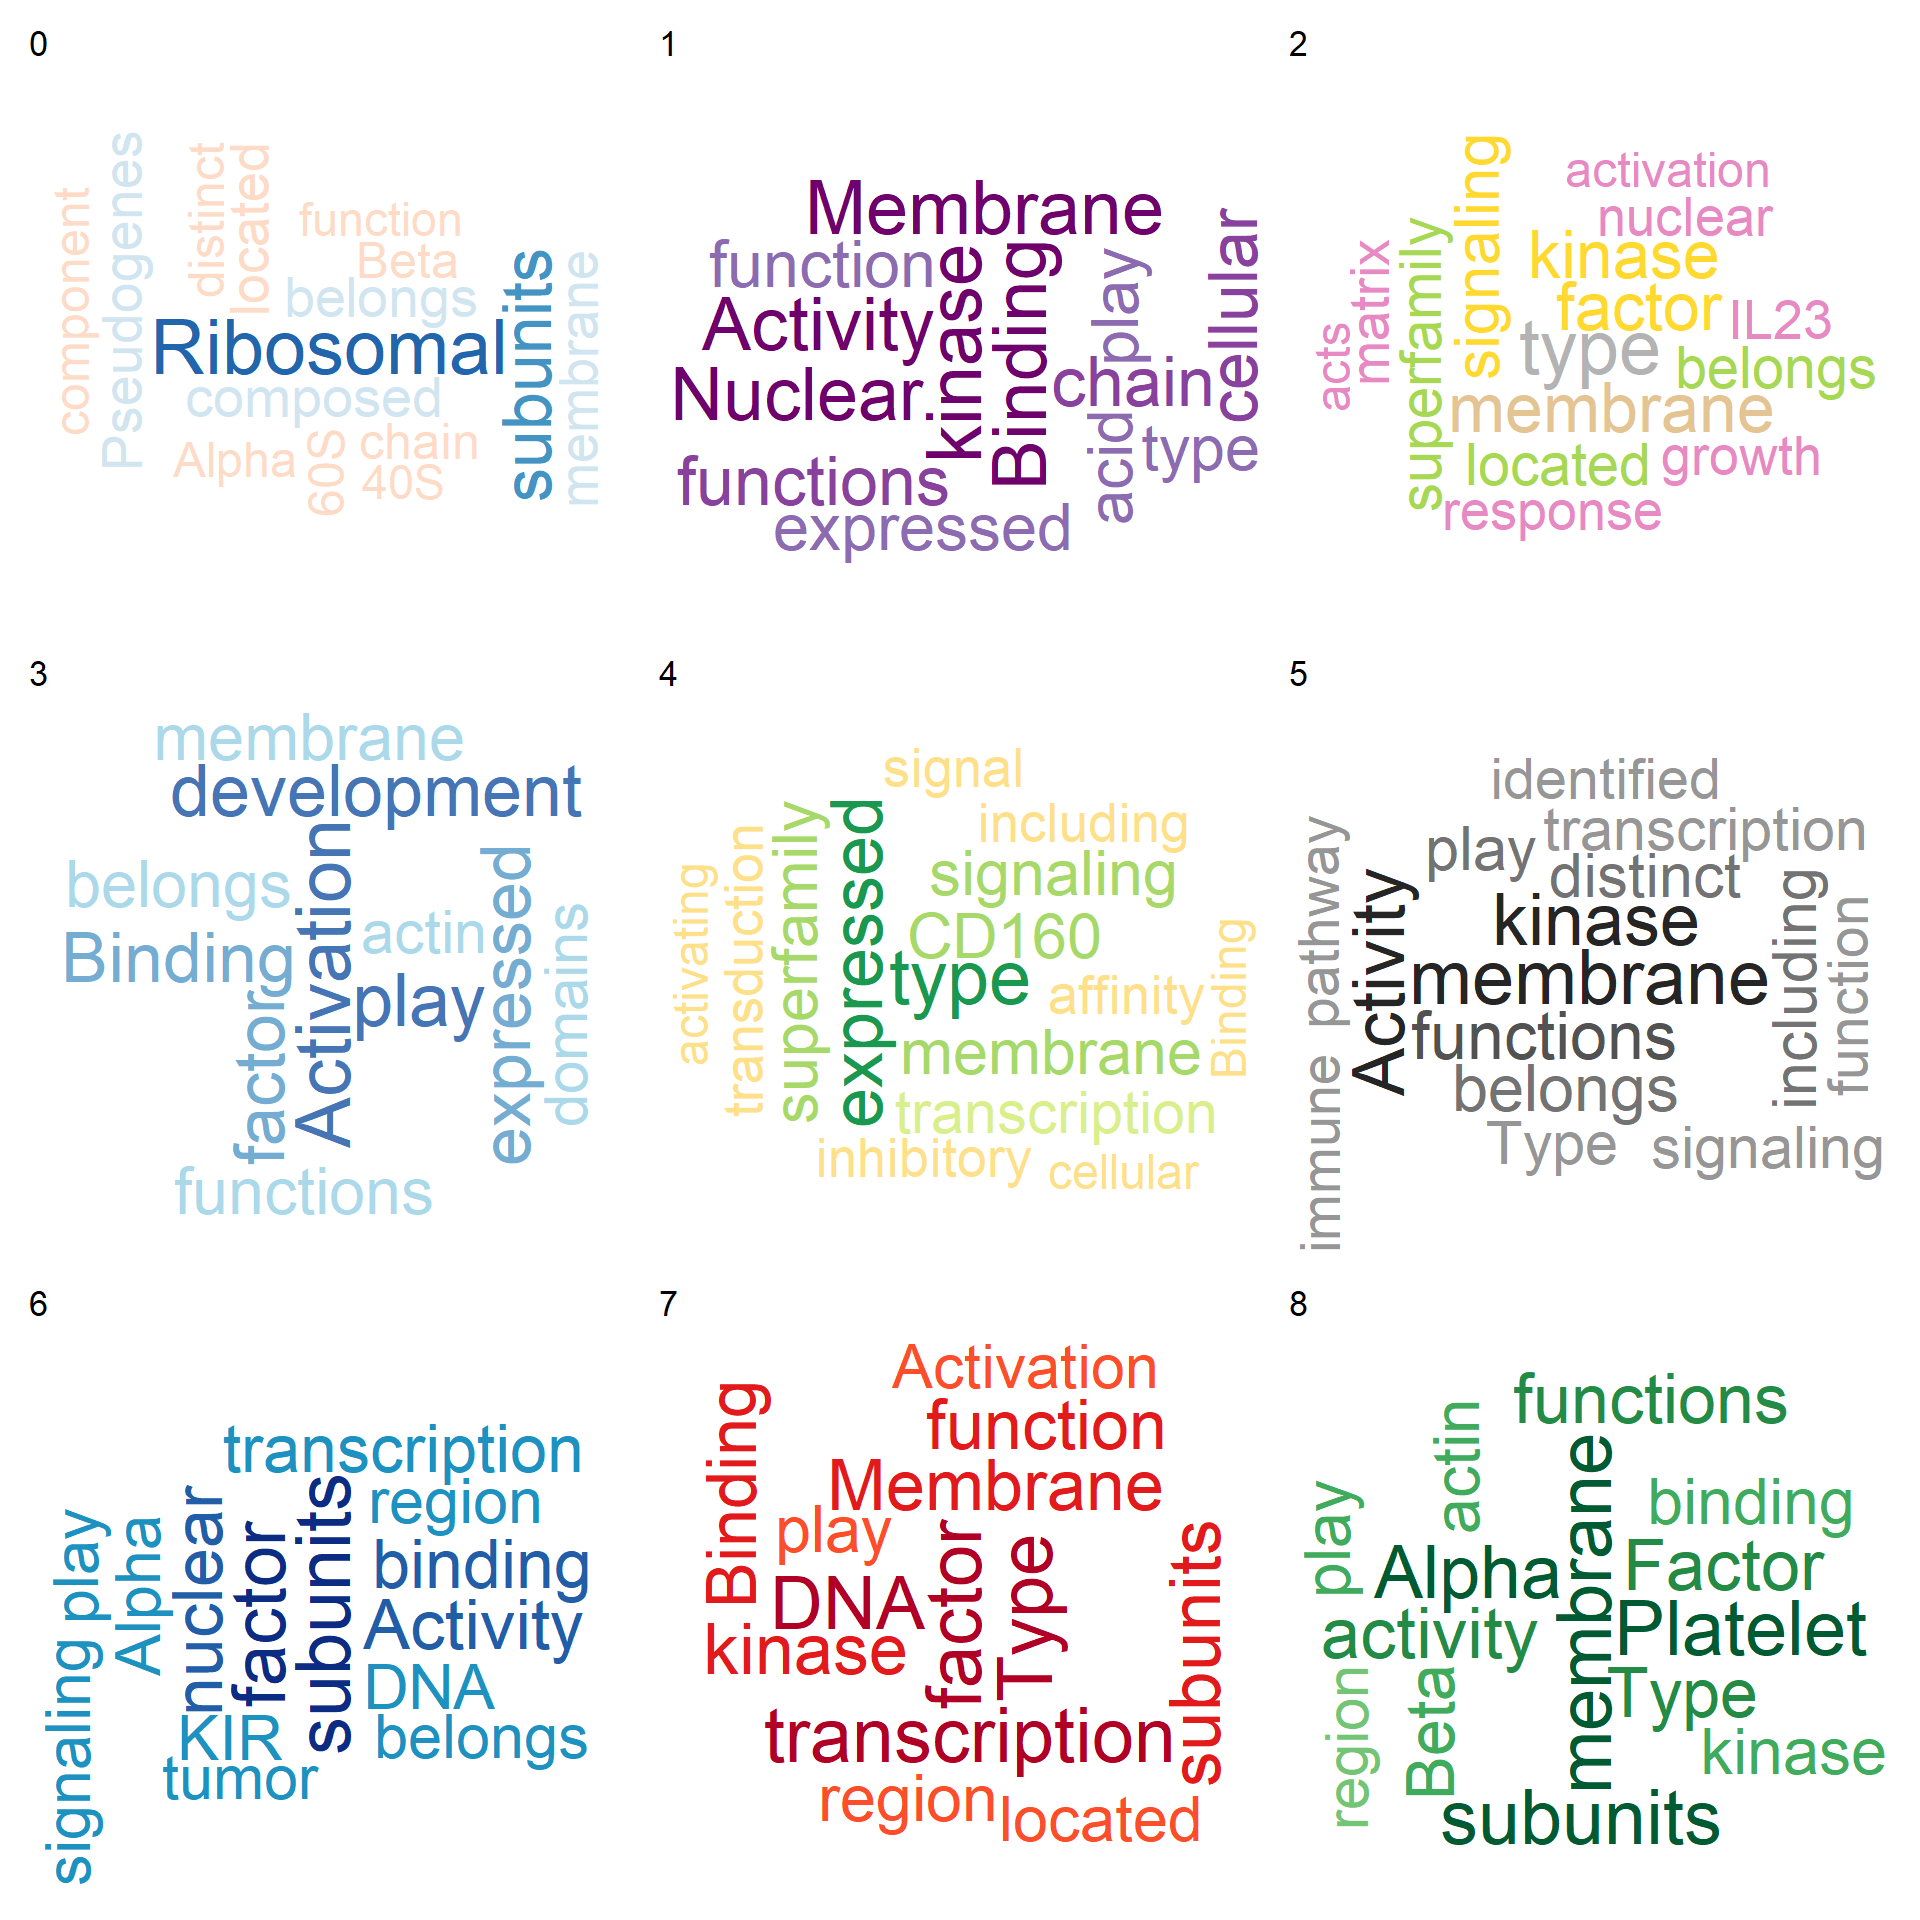 0
component
Pseudogenes
distinct
located
function
Beta
belongs
Ribosomal
composed
Alpha
60S
chain
40S
subunits
membrane
1
Membrane
function
Activity
Nuclear
kinase
Binding
play
cellular
chain
acid
type
functions
expressed
2
activation
nuclear
signaling
kinase
factor
IL23
matrix
acts
superfamily
type
belongs
membrane
located
growth
response
3
membrane
development
belongs
Activation
Binding
actin
expressed
domains
play
factor
functions
4
signal
including
signaling
superfamily
expressed
transduction
activating
CD160
type
affinity
Binding
membrane
transcription
inhibitory
cellular
5
identified
transcription
play
distinct
pathway
immune
Activity
kinase
membrane
functions
including
function
belongs
Type
signaling
6
transcription
region
play
signaling
Alpha
nuclear
factor
subunits
binding
Activity
DNA
KIR
belongs
tumor
7
Activation
function
Binding
Membrane
play
DNA
kinase
factor
Type
subunits
transcription
region
located
8
functions
actin
membrane
play
binding
Alpha
Factor
activity
Platelet
Type
region
Beta
kinase
subunits